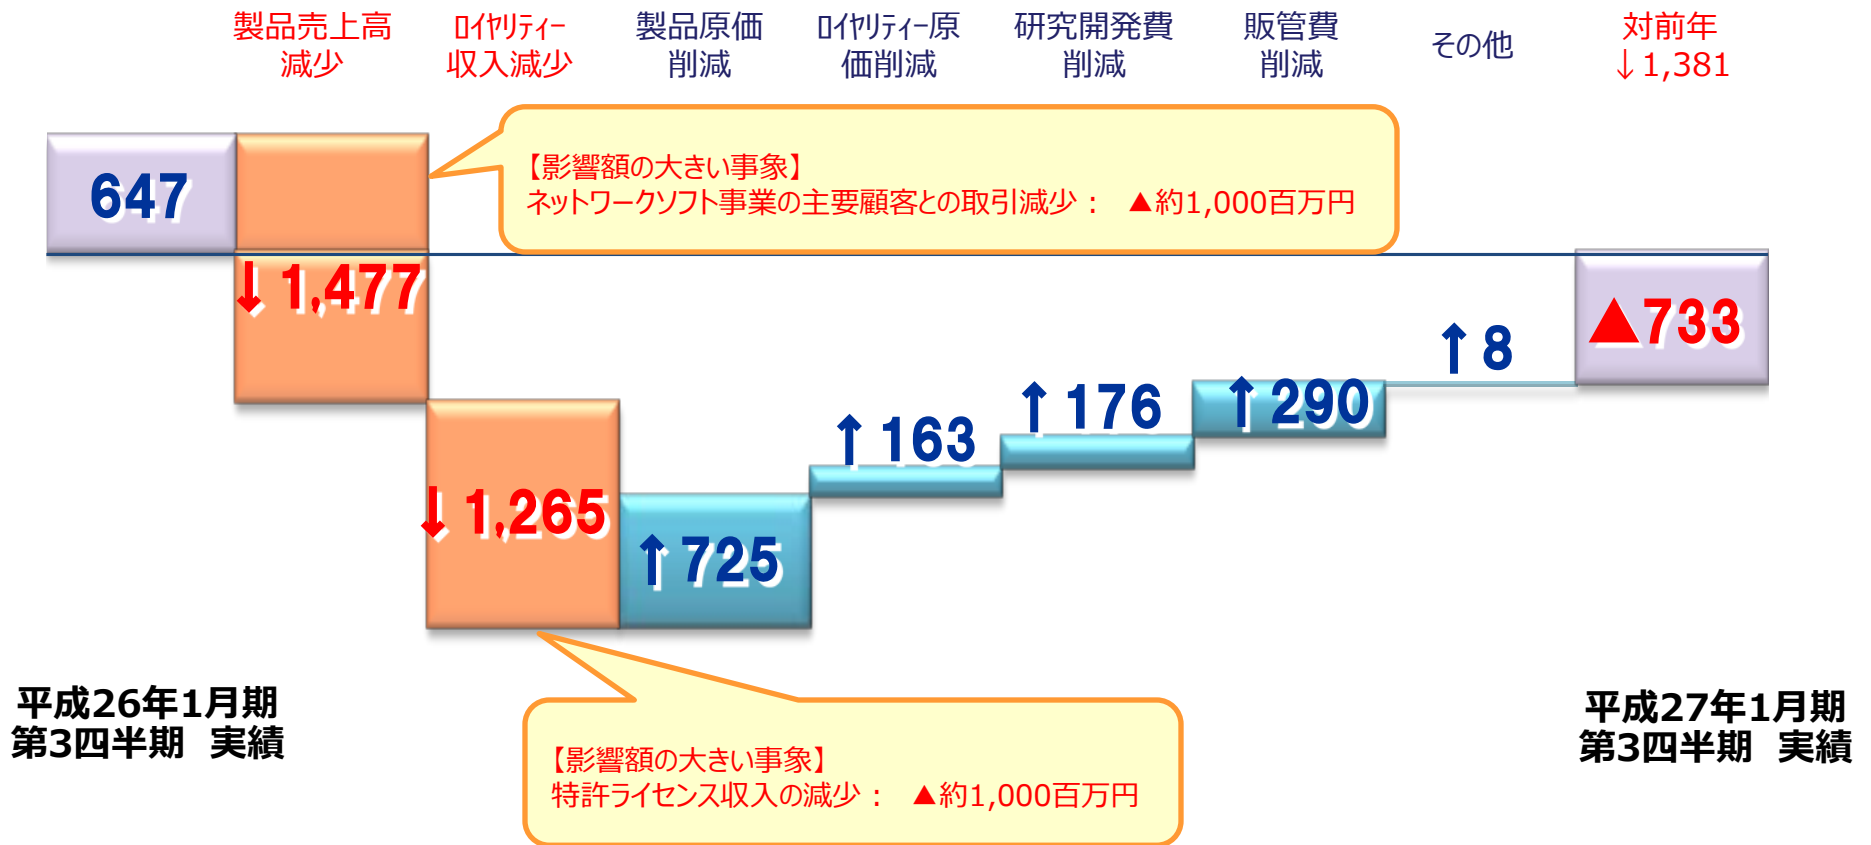 製品売上高
減少
ﾛｲﾔﾘﾃｨｰ
収入減少
製品原価
削減
ﾛｲﾔﾘﾃｨｰ原
価削減
研究開発費
削減
販管費
削減
その他
対前年
↓1,381
【影響額の大きい事象】
ネットワークソフト事業の主要顧客との取引減少： ▲約1,000百万円
647
↓1,477
↓1,265
↑725
↑163
↑176
↑290
↑8
▲733
【影響額の大きい事象】
特許ライセンス収入の減少： ▲約1,000百万円
平成26年1月期
第3四半期 実績
平成27年1月期
第3四半期 実績